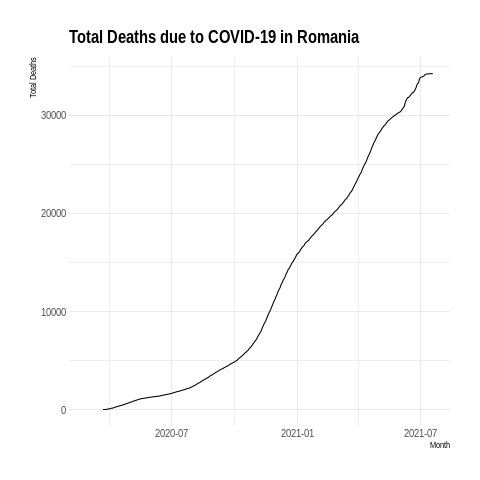 Total Deaths due to COVID-19 in Romania
Total Deaths
30000
20000
10000
0
2020-07 2021-01 2021-07
Month